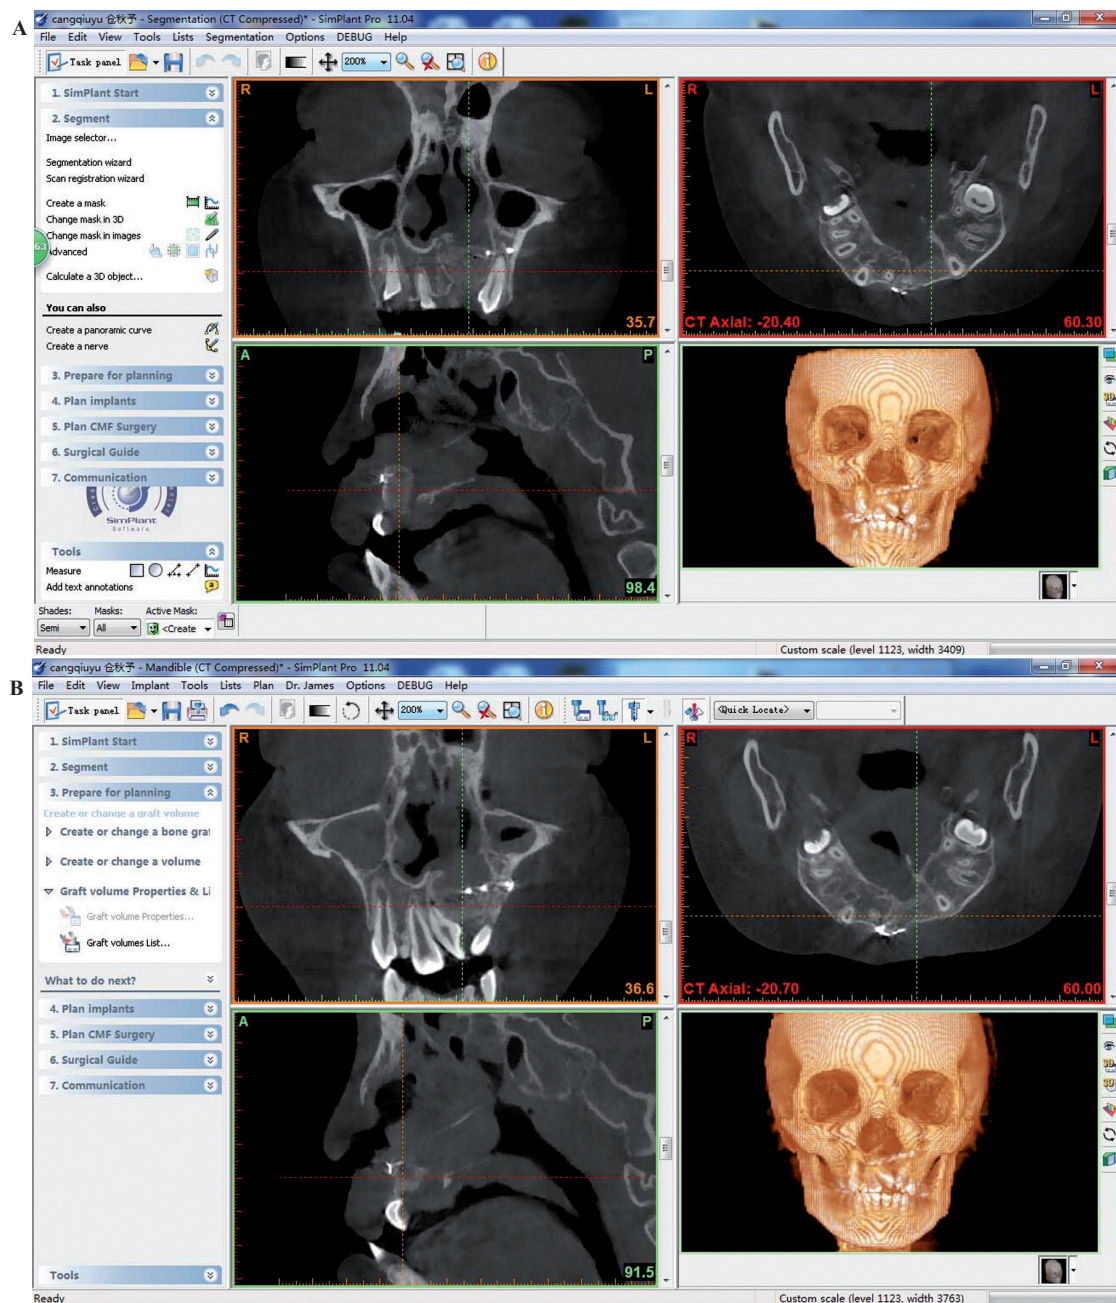 A
cangqiuyu 仓秋予 - Segmentation (CT Compressed)* - SimPlant Pro 11.04
File Edit View Tools Lists Segmentation Options DEBUG Help
Task panel 200%
1. SimPlant Start
2. Segment
Image selector...
Segmentation wizard
Scan registration wizard
Create a mask
Change mask in 3D
Change mask in images
63
Advanced
Calculate a 3D object...
You can also
Create a panoramic curve
Create a nerve
3. Prepare for planning
4. Plan implants
5. Plan CMF Surgery
6. Surgical Guide
7. Communication
SimPlant
Software
Tools
Measure
Add text annotations
Shades: Masks: Active Mask:
Semi All <Create
R L
35.7
R L
CT Axial: -20.40 60.30
A P
98.4
3D
Ready
Custom scale (level 1123, width 3409)
B
cangqiuyu 仓秋予 - Mandible (CT Compressed)* - SimPlant Pro 11.04
File Edit View Implant Tools Lists Plan Dr. James Options DEBUG Help
Task panel 200% <Quick Locate>
1. SimPlant Start
2. Segment
3. Prepare for planning
Create or change a graft volume
Create or change a bone gra
Create or change a volume
Graft volume Properties & Li
Graft volume Properties...
Graft volumes List...
What to do next?
4. Plan implants
5. Plan CMF Surgery
6. Surgical Guide
7. Communication
Tools
R L
36.6
R L
CT Axial: -20.70 60.00
A P
91.5
3D
3D
Ready
Custom scale (level 1123, width 3763)